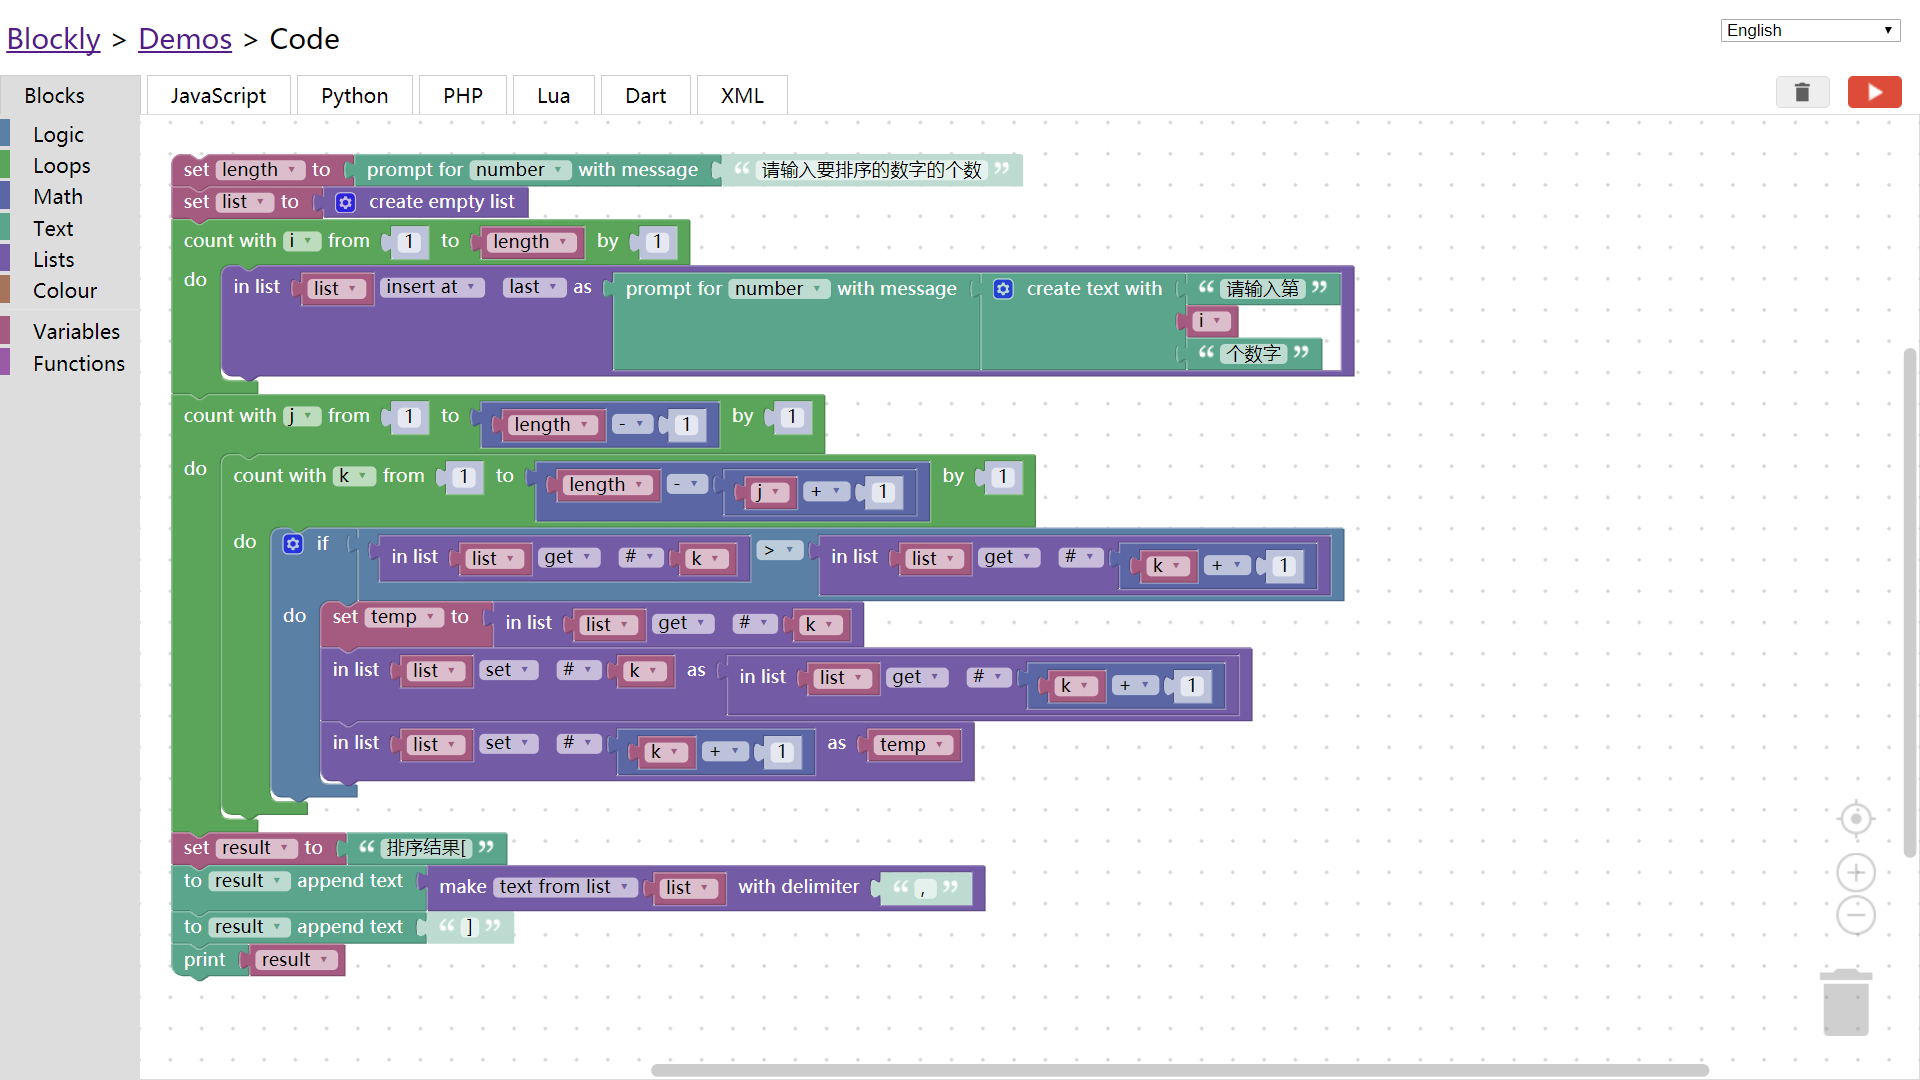 Blockly > Demos > Code
English
Blocks JavaScript Python PHP Lua Dart XML
Logic
Loops
Math
Text
Lists
Colour
Variables
Functions
set length to prompt for number with message “ 请输入要排序的数字的个数 ”
set list to create empty list
count with i from 1 to length by 1
do in list list insert at last as prompt for number with message create text with “ 请输入第 ”
i
“ 个数字 ”
count with j from 1 to length - 1 by 1
do count with k from 1 to length - j + 1 by 1
do if in list list get # k > in list list get # k + 1
do set temp to in list list get # k
in list list set # k as in list list get # k + 1
in list list set # k + 1 as temp
set result to “ 排序结果[ ”
to result append text make text from list list with delimiter “ , ”
to result append text “ ] ”
print result